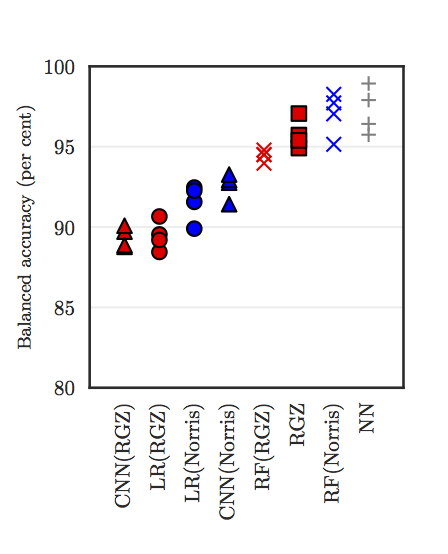 Balanced accuracy (per cent)
100
95
90
85
80
CNN(RGZ)
LR(RGZ)
LR(Norris)
CNN(Norris)
RF(RGZ)
RGZ
RF(Norris)
NN